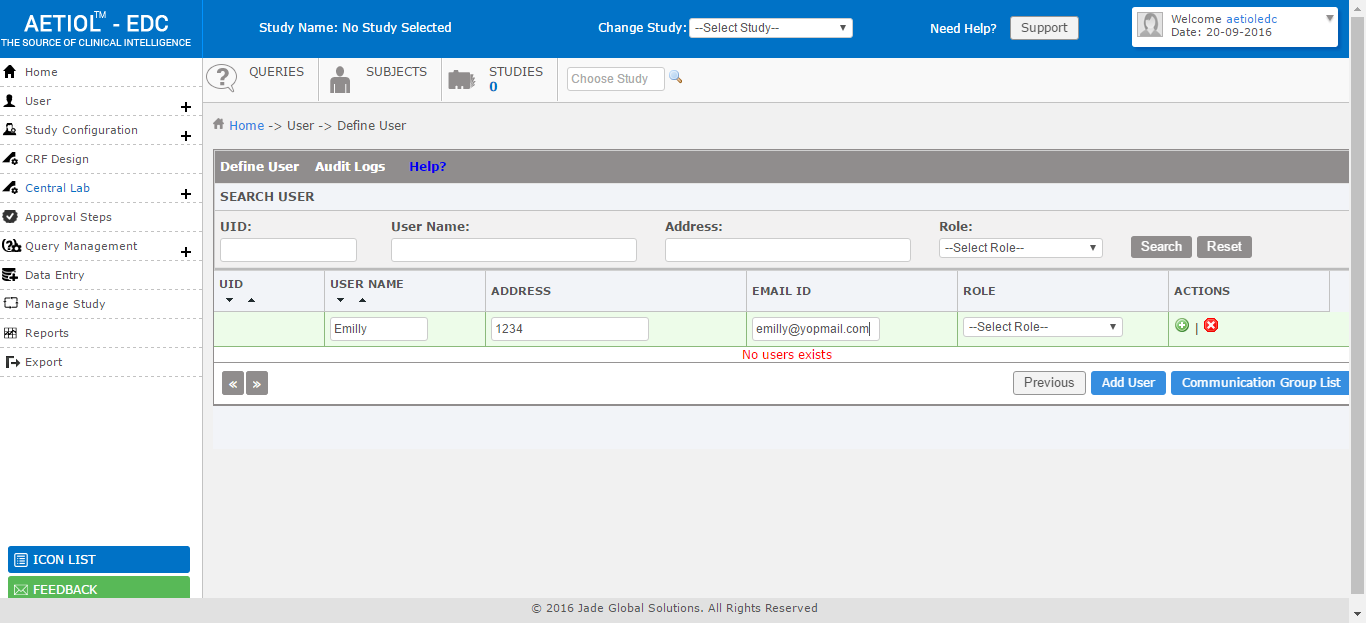 AETIOL™ - EDC
THE SOURCE OF CLINICAL INTELLIGENCE
Study Name: No Study Selected
Change Study: --Select Study--
Need Help? Support
Welcome aetioledc
Date: 20-09-2016
Home
User
Study Configuration
CRF Design
Central Lab
Approval Steps
Query Management
Data Entry
Manage Study
Reports
Export
ICON LIST
FEEDBACK
QUERIES
SUBJECTS
STUDIES
0
Choose Study
Home -> User -> Define User
Define User Audit Logs Help?
SEARCH USER
UID: User Name: Address: Role:
--Select Role-- Search Reset
UID USER NAME ADDRESS EMAIL ID ROLE ACTIONS
Emilly 1234 emilly@yopmail.com --Select Role-- |
No users exists
« » Previous Add User Communication Group List
© 2016 Jade Global Solutions. All Rights Reserved